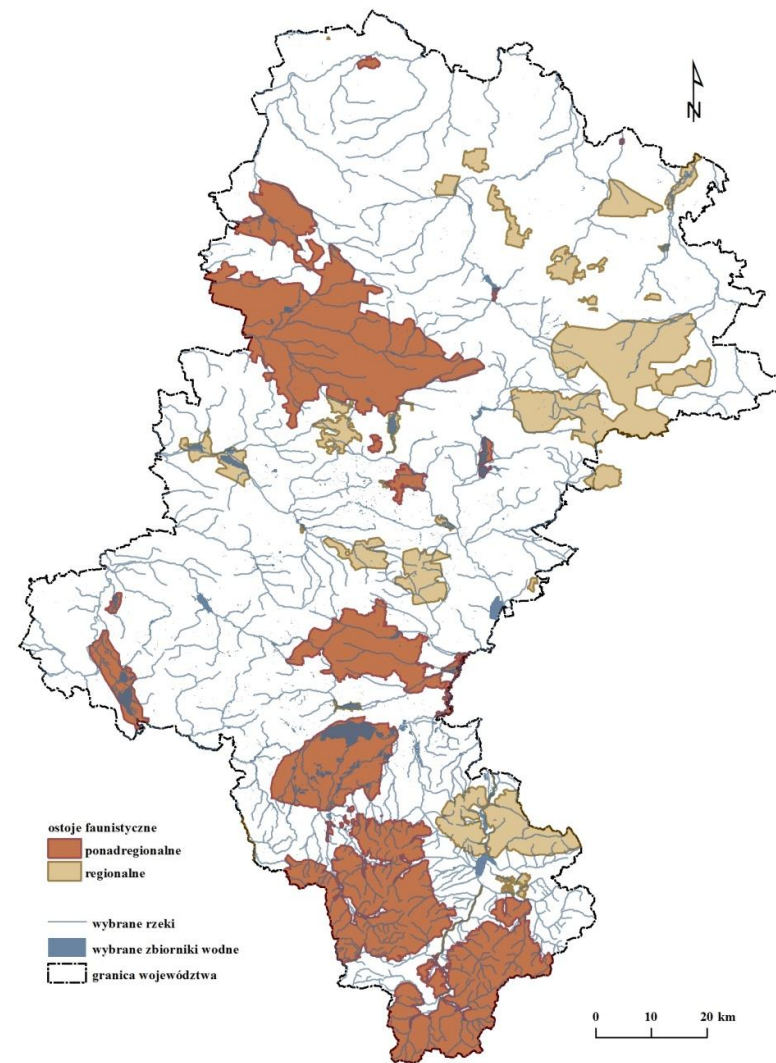 N
ostoje faunistyczne
ponadregionalne
regionalne
wybrane rzeki
wybrane zbiorniki wodne
granica województwa
0 10 20 km